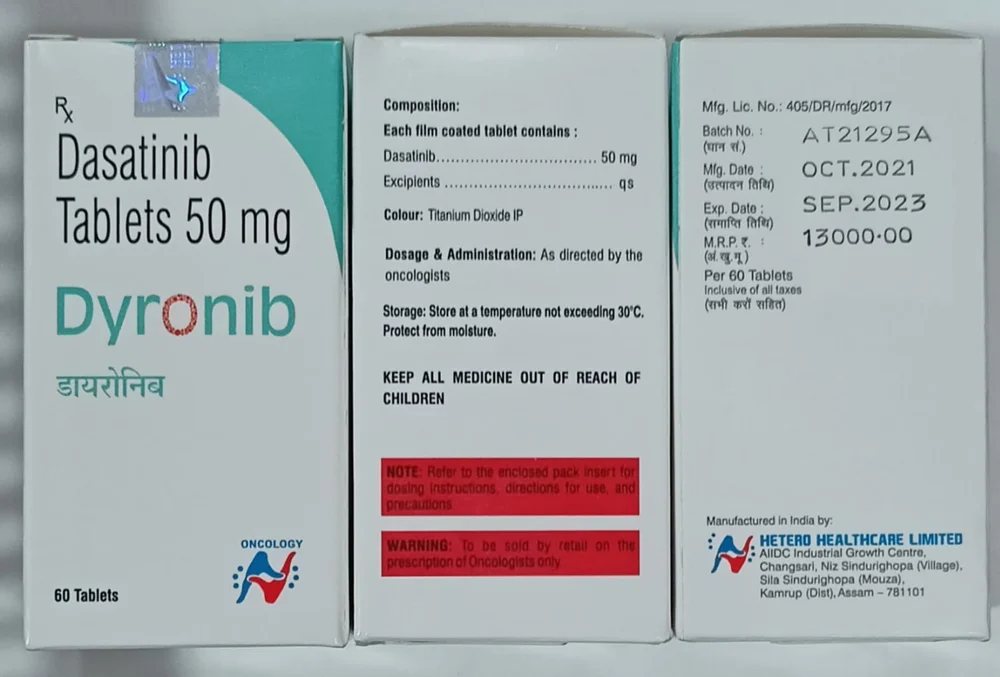 Rx
Dasatinib
Tablets 50 mg
Dyronib
डायरोनिब
ONCOLOGY
60 Tablets
Composition:
Each film coated tablet contains :
Dasatinib................................ 50 mg
Excipients .................................. qs
Colour: Titanium Dioxide IP
Dosage & Administration: As directed by the
oncologists
Storage: Store at a temperature not exceeding 30°C.
Protect from moisture.
KEEP ALL MEDICINE OUT OF REACH OF
CHILDREN
NOTE: Refer to the enclosed pack insert for
dosing instructions, directions for use, and
precautions
WARNING: To be sold by retail on the
prescription of Oncologists only
Mfg. Lic. No.: 405/DR/mfg/2017
Batch No. : AT21295A
(घान सं.)
Mfg. Date : OCT.2021
(उत्पादन तिथि)
Exp. Date : SEP.2023
(समाप्ति तिथि)
M.R.P. ₹. : 13000.00
(अं.खु.मू.)
Per 60 Tablets
Inclusive of all taxes
(सभी करों सहित)
Manufactured in India by:
HETERO HEALTHCARE LIMITED
AIIDC Industrial Growth Centre,
Changsari, Niz Sindurighopa (Village),
Sila Sindurighopa (Mouza),
Kamrup (Dist), Assam – 781101